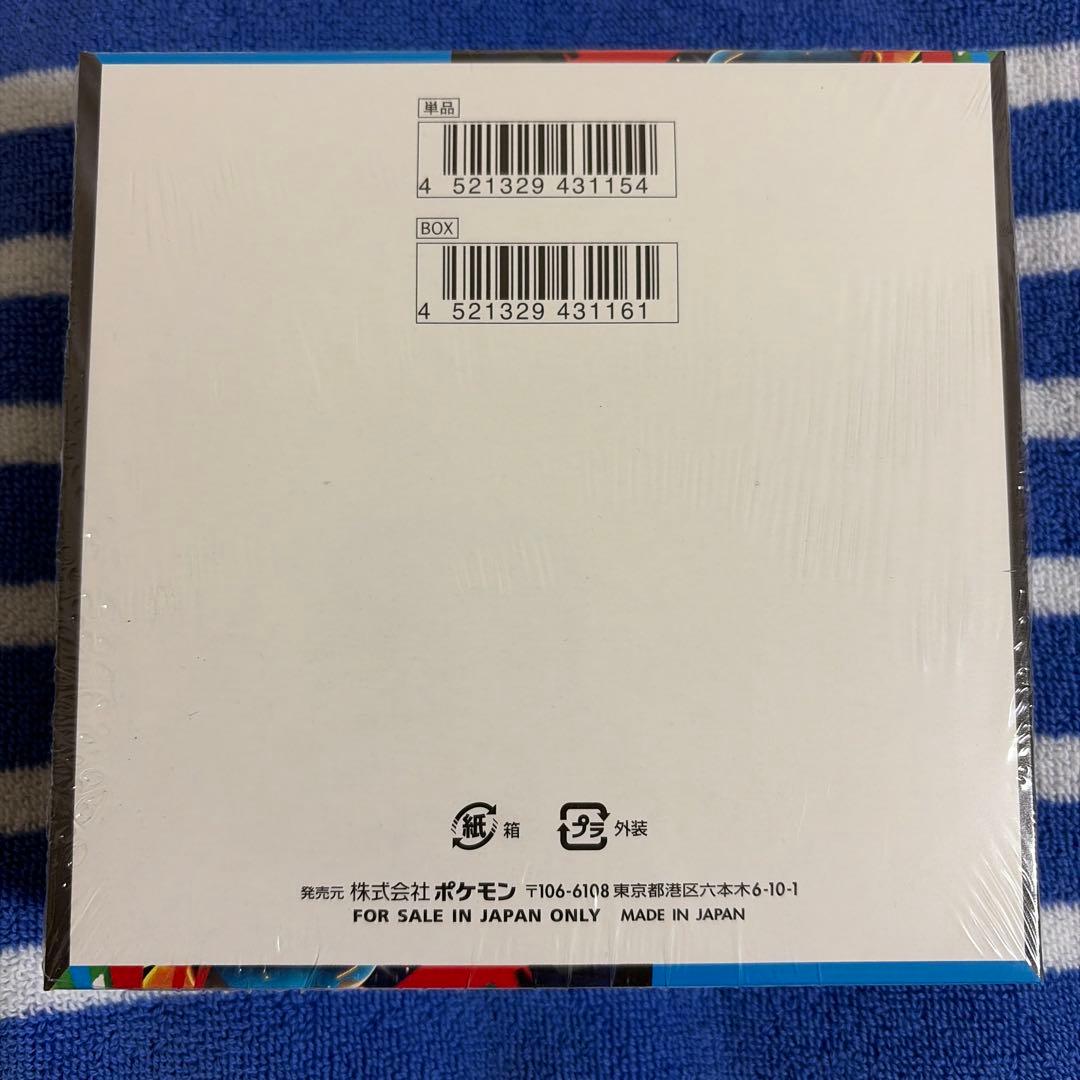 単品
4 521329 431154
BOX
4 521329 431161
紙 箱 プラ 外装
発売元 株式会社 ポケモン 〒106-6108 東京都港区六本木6-10-1
FOR SALE IN JAPAN ONLY MADE IN JAPAN